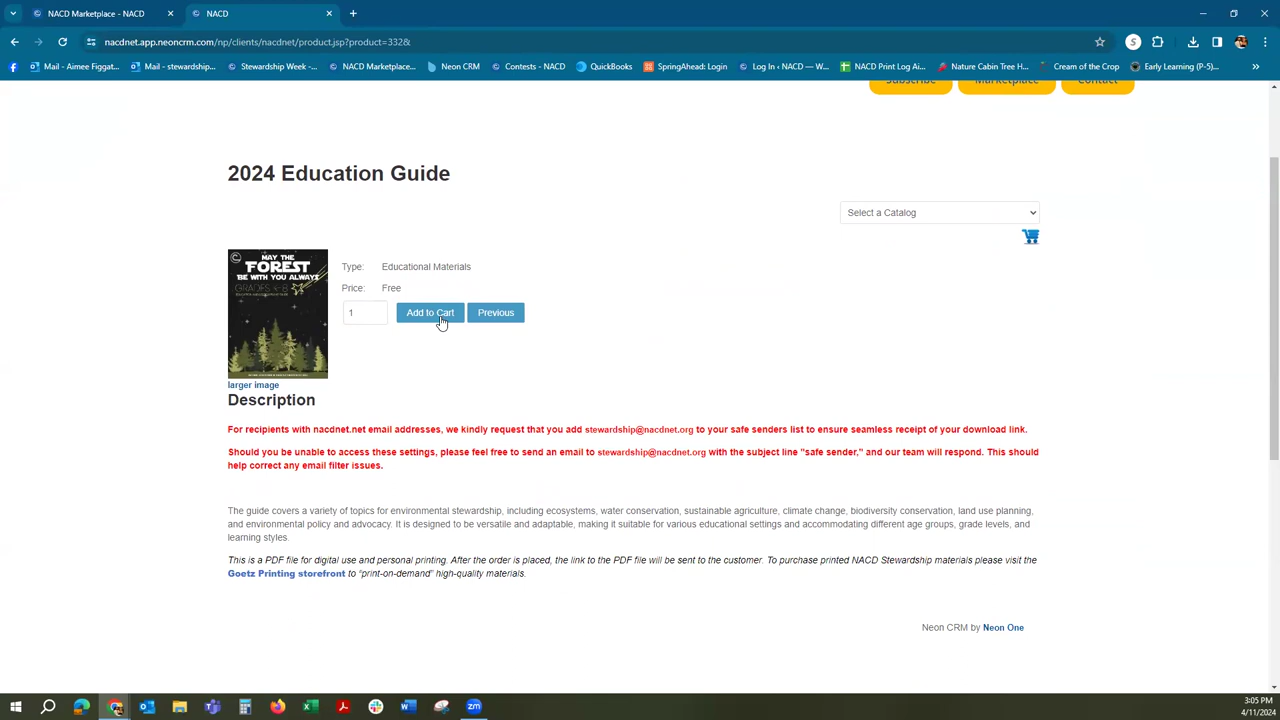 NACD Marketplace - NACD
NACD
nacdnet.app.neoncrm.com/np/clients/nacdnet/product.jsp?product=332&
Mail - Aimee Figgat...
Mail - stewardship...
Stewardship Week -...
NACD Marketplace...
Neon CRM
Contests - NACD
QuickBooks
SpringAhead: Login
Log In ‹ NACD — W...
NACD Print Log Ai...
Nature Cabin Tree H...
Cream of the Crop
Early Learning (P-5)...
Subscribe
Marketplace
Contact
2024 Education Guide
Select a Catalog
MAY THE
FOREST
BE WITH YOU ALWAYS
Type: Educational Materials
Price: Free
1
Add to Cart
Previous
larger image
Description
For recipients with nacdnet.net email addresses, we kindly request that you add stewardship@nacdnet.org to your safe senders list to ensure seamless receipt of your download link.
Should you be unable to access these settings, please feel free to send an email to stewardship@nacdnet.org with the subject line "safe sender," and our team will respond. This should
help correct any email filter issues.
The guide covers a variety of topics for environmental stewardship, including ecosystems, water conservation, sustainable agriculture, climate change, biodiversity conservation, land use planning,
and environmental policy and advocacy. It is designed to be versatile and adaptable, making it suitable for various educational settings and accommodating different age groups, grade levels, and
learning styles.
This is a PDF file for digital use and personal printing. After the order is placed, the link to the PDF file will be sent to the customer. To purchase printed NACD Stewardship materials please visit the
Goetz Printing storefront to "print-on-demand" high-quality materials.
Neon CRM by Neon One
3:05 PM
4/11/2024